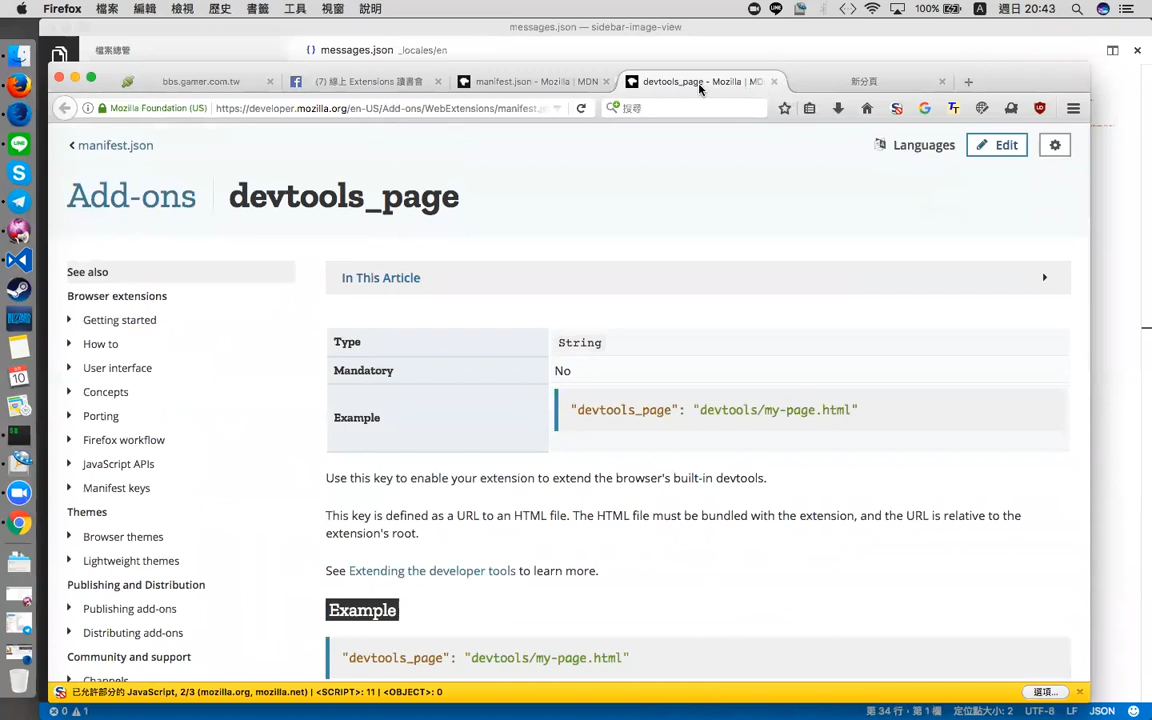 Firefox 檔案 編輯 檢視 歷史 書籤 工具 視窗 說明 100% A 週日 20:43
messages.json — sidebar-image-view
檔案總管 {} messages.json _locales/en
bbs.gamer.com.tw (7) 線上 Extensions 讀書會 manifest.json - Mozilla | MDN devtools_page - Mozilla | MD 新分頁
Mozilla Foundation (US) https://developer.mozilla.org/en-US/Add-ons/WebExtensions/manifest.j 搜尋
manifest.json Languages Edit
Add-ons devtools_page
See also
In This Article
Browser extensions
Getting started
How to
User interface
Concepts
Porting
Firefox workflow
JavaScript APIs
Manifest keys
Themes
Browser themes
Lightweight themes
Publishing and Distribution
Publishing add-ons
Distributing add-ons
Community and support
Channels
Type String
Mandatory No
Example "devtools_page": "devtools/my-page.html"
Use this key to enable your extension to extend the browser's built-in devtools.
This key is defined as a URL to an HTML file. The HTML file must be bundled with the extension, and the URL is relative to the
extension's root.
See Extending the developer tools to learn more.
Example
"devtools_page": "devtools/my-page.html"
已允許部分的 JavaScript, 2/3 (mozilla.org, mozilla.net) | <SCRIPT>: 11 | <OBJECT>: 0 選項...
0 1 第 34 行，第 1 欄 定位點大小: 2 UTF-8 LF JSON